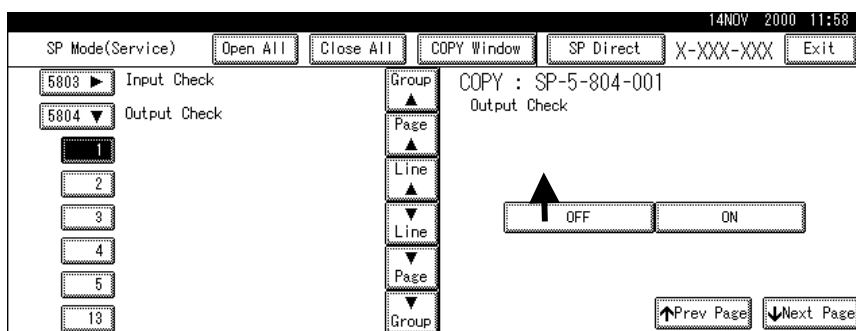 14NOV 2000 11:58
SP Mode(Service) Open All Close All COPY Window SP Direct X-XXX-XXX Exit
5803 ▶ Input Check
5804 ▼ Output Check
1
2
3
4
5
13
Group ▲
Page ▲
Line ▲
▼ Line
▼ Page
▼ Group
COPY : SP-5-804-001
Output Check
OFF ON
↑Prev Page ↓Next Page